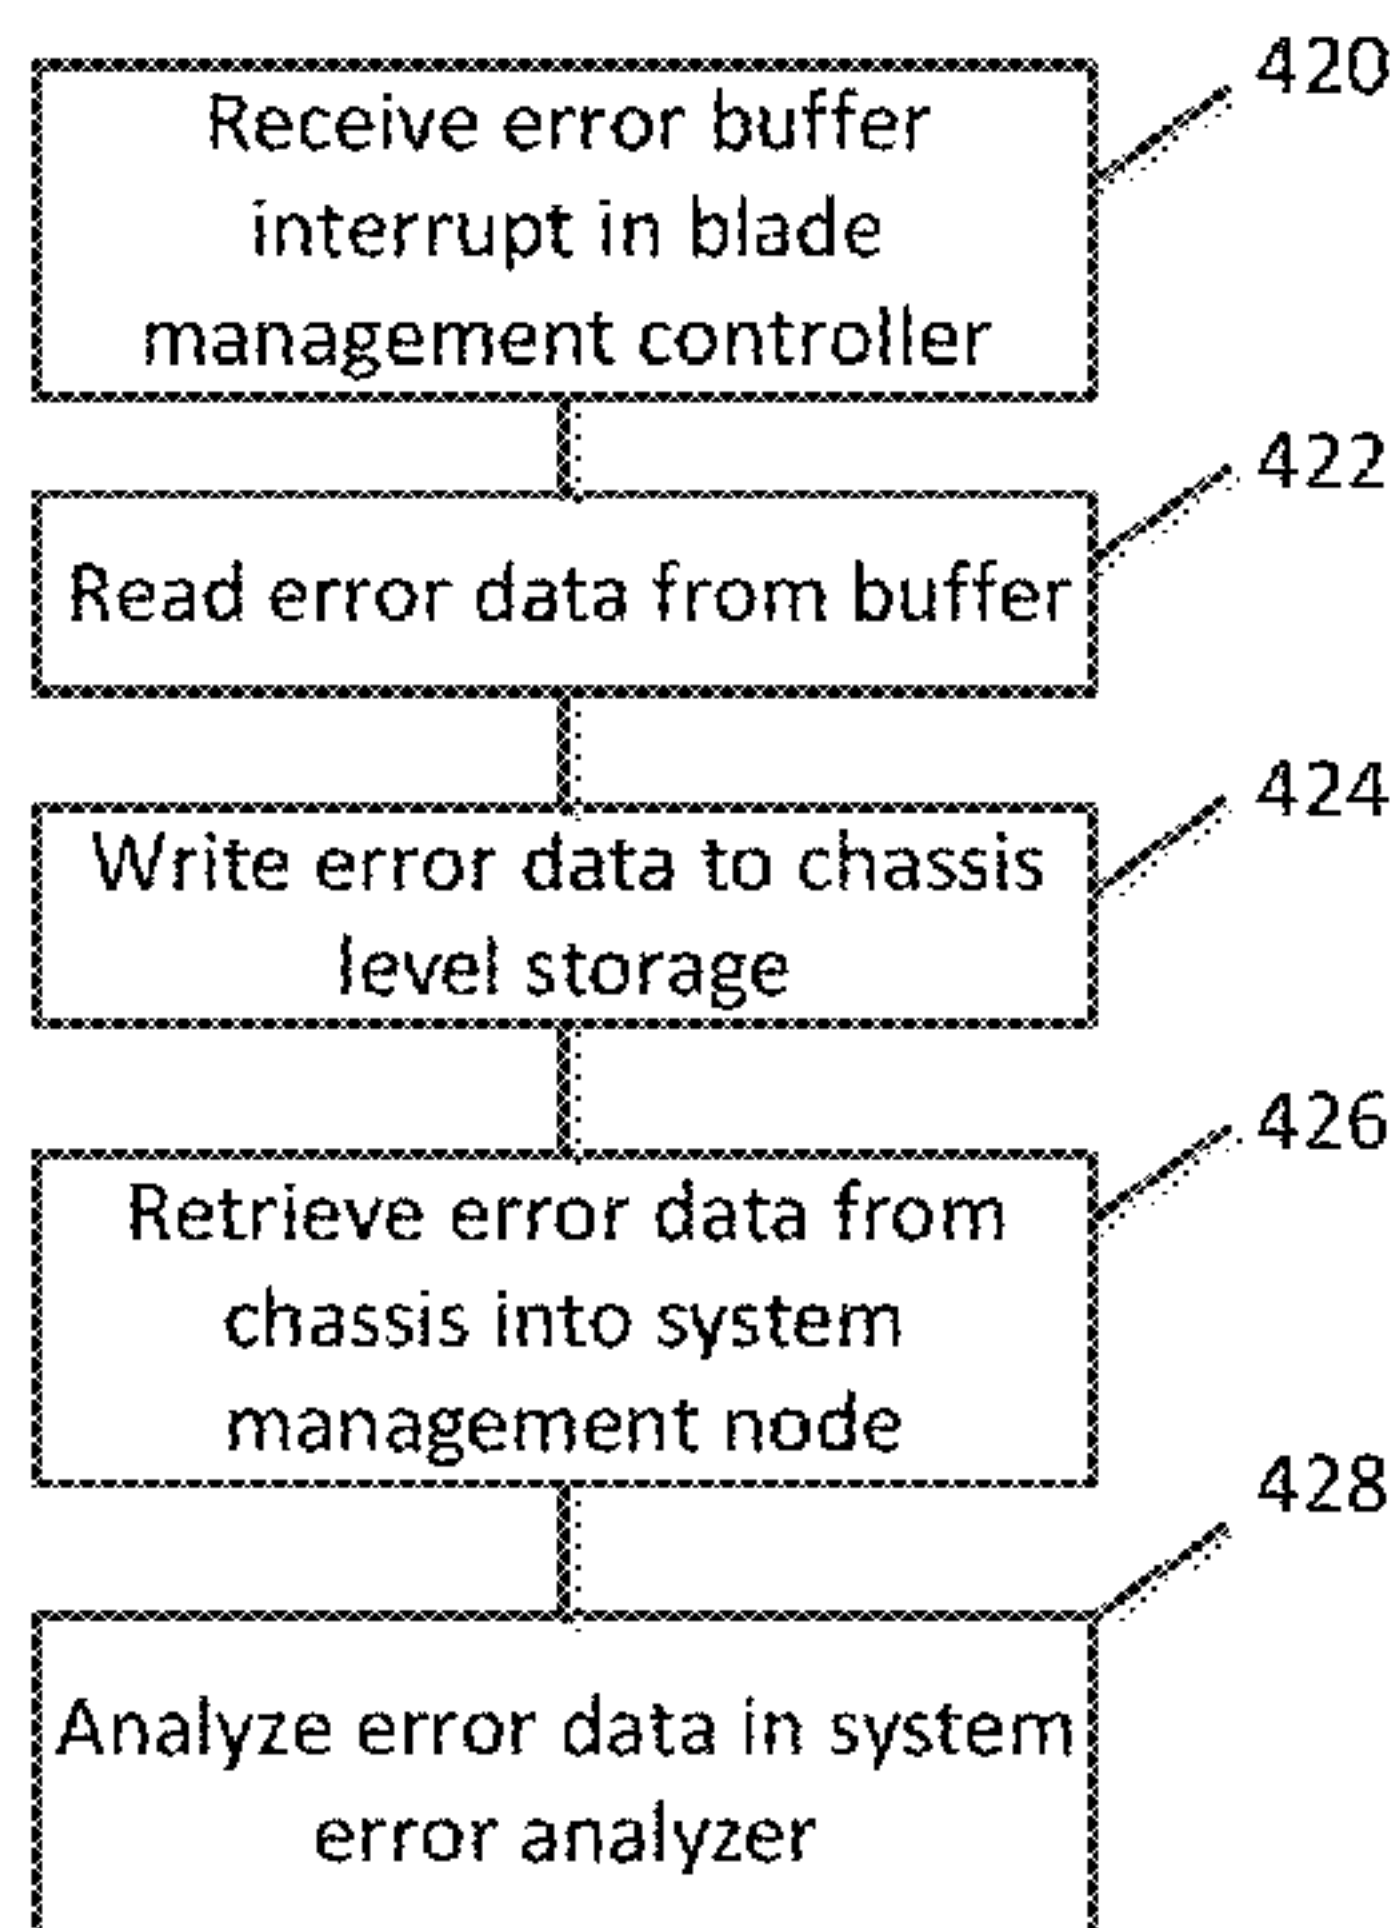 420
Receive error buffer
interrupt in blade
management controller
422
Read error data from buffer
424
Write error data to chassis
level storage
426
Retrieve error data from
chassis into system
management node
428
Analyze error data in system
error analyzer